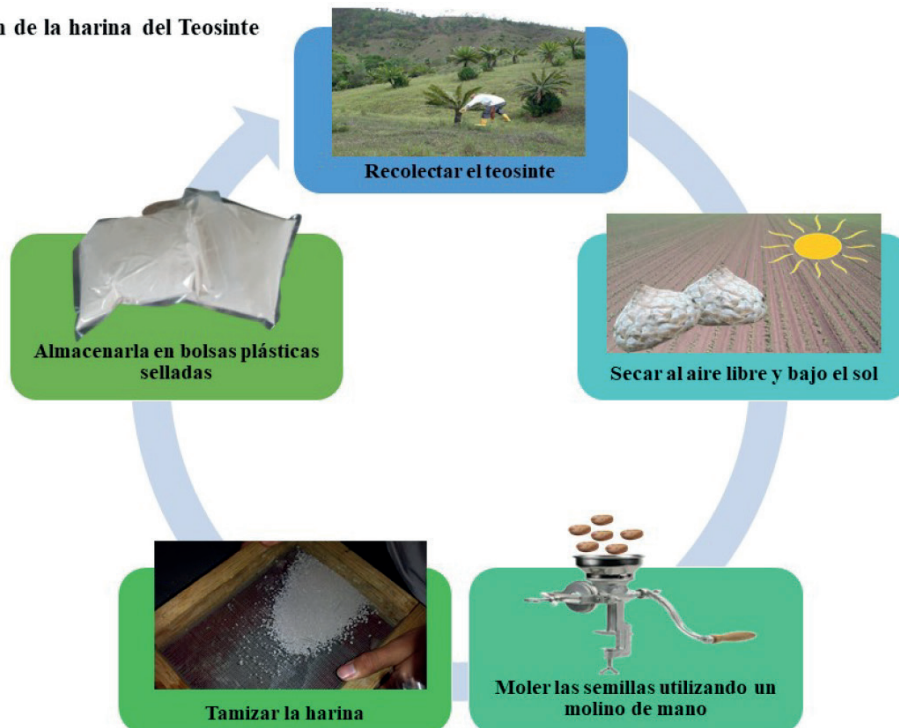 de la harina del Teosinte
Recolectar el teosinte
Secar al aire libre y bajo el sol
Moler las semillas utilizando un
molino de mano
Tamizar la harina
Almacenarla en bolsas plásticas
selladas